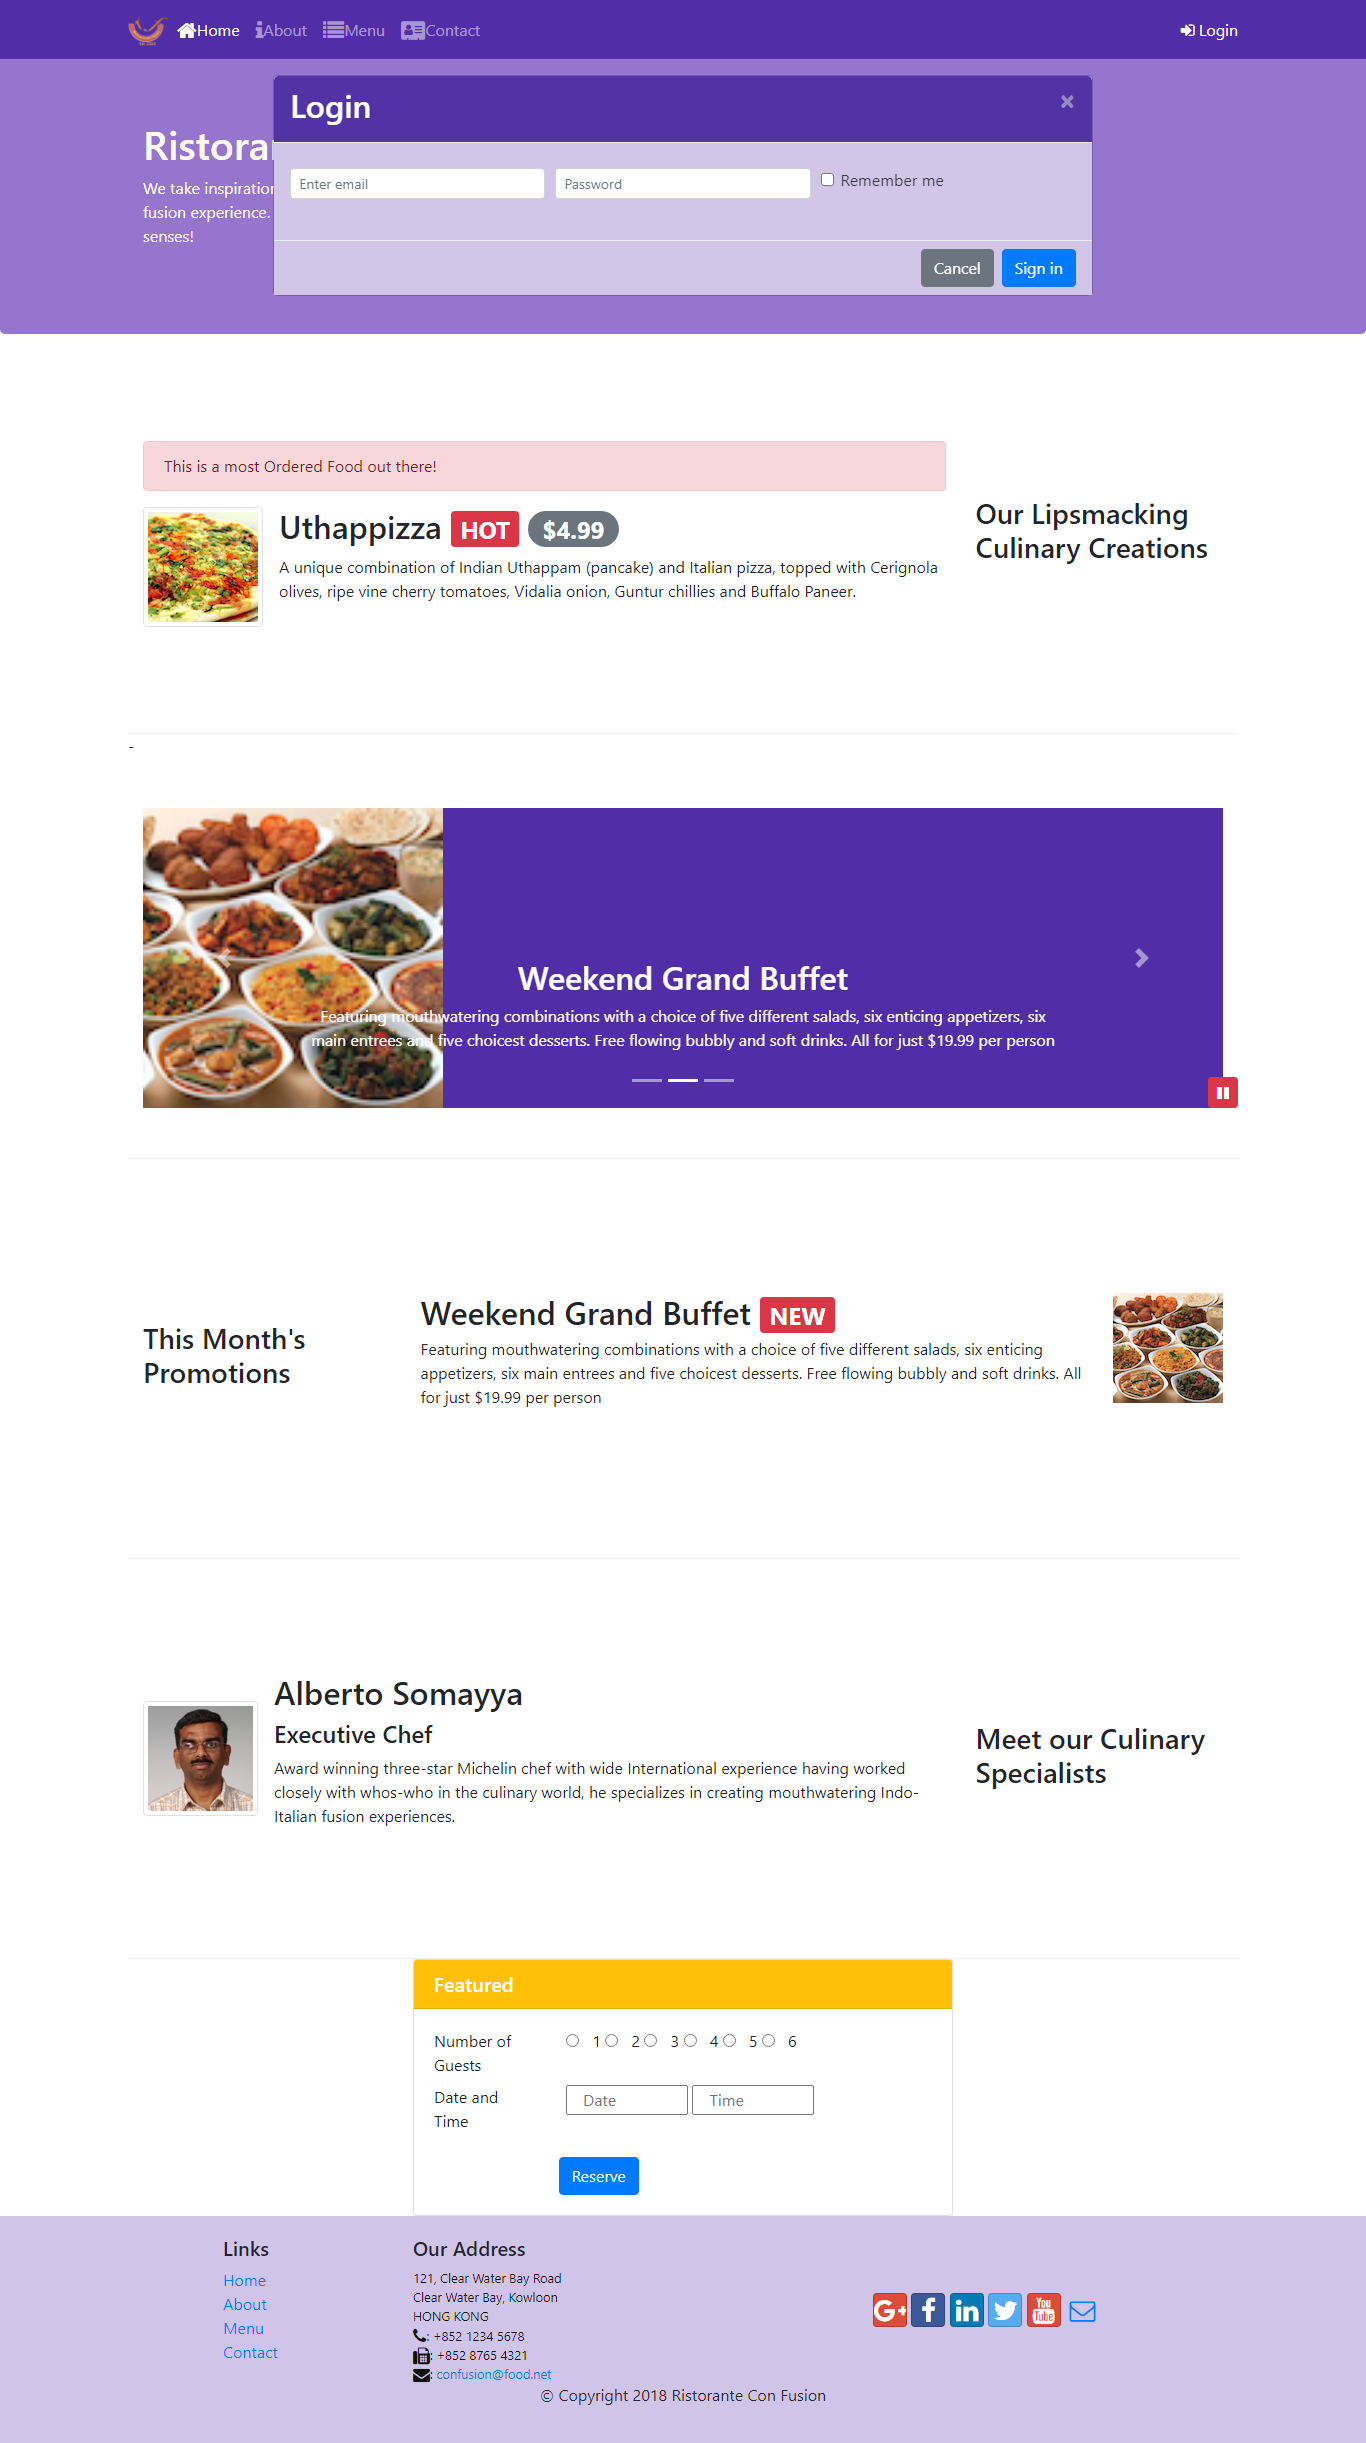 Home About Menu Contact Login
Login ×
Ristora
We take inspiration
fusion experience.
senses!
Enter email Password Remember me
Cancel Sign in
This is a most Ordered Food out there!
Uthappizza HOT $4.99
A unique combination of Indian Uthappam (pancake) and Italian pizza, topped with Cerignola
olives, ripe vine cherry tomatoes, Vidalia onion, Guntur chillies and Buffalo Paneer.
Our Lipsmacking
Culinary Creations
-
Weekend Grand Buffet
Featuring mouthwatering combinations with a choice of five different salads, six enticing appetizers, six
main entrees and five choicest desserts. Free flowing bubbly and soft drinks. All for just $19.99 per person
This Month's
Promotions
Weekend Grand Buffet NEW
Featuring mouthwatering combinations with a choice of five different salads, six enticing
appetizers, six main entrees and five choicest desserts. Free flowing bubbly and soft drinks. All
for just $19.99 per person
Alberto Somayya
Executive Chef
Award winning three-star Michelin chef with wide International experience having worked
closely with whos-who in the culinary world, he specializes in creating mouthwatering Indo-
Italian fusion experiences.
Meet our Culinary
Specialists
Featured
Number of
Guests
1 2 3 4 5 6
Date and
Time
Date Time
Reserve
Links
Home
About
Menu
Contact
Our Address
121, Clear Water Bay Road
Clear Water Bay, Kowloon
HONG KONG
: +852 1234 5678
: +852 8765 4321
: confusion@food.net
G+ f in You Tube
© Copyright 2018 Ristorante Con Fusion